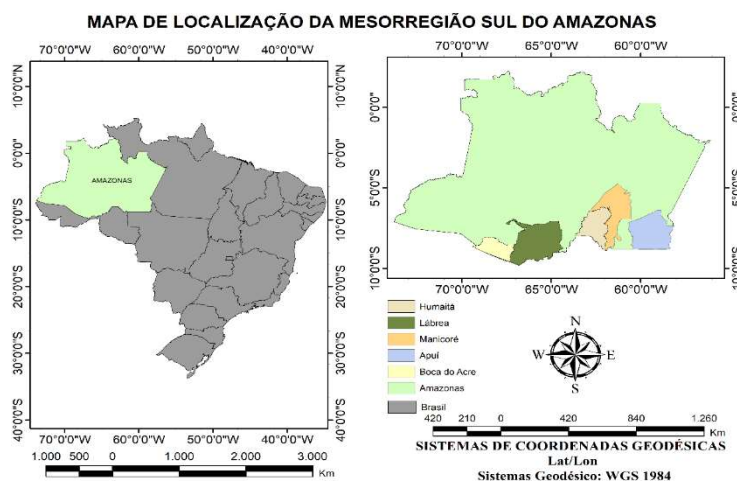 MAPA DE LOCALIZAÇÃO DA MESORREGIÃO SUL DO AMAZONAS
70°0'0"W 60°0'0"W 50°0'0"W 40°0'0"W
10°0'0"N
0°0'0"
10°0'0"S
20°0'0"S
30°0'0"S
40°0'0"S
AMAZONAS
10°0'0"N
0°0'0"
10°0'0"S
20°0'0"S
30°0'0"S
40°0'0"S
70°0'0"W 60°0'0"W 50°0'0"W 40°0'0"W
1.000 500 0 1.000 2.000 3.000
Km
70°0'0"W 65°0'0"W 60°0'0"W
0°0'0"
5°0'0"S
10°0'0"S
0°0'0"
5°0'0"S
10°0'0"S
70°0'0"W 65°0'0"W 60°0'0"W
Humaitá
Lábrea
Manicoré
Apuí
Boca do Acre
Amazonas
Brasil
N
W E
S
420 210 0 420 840 1.260
Km
SISTEMAS DE COORDENADAS GEODÉSICAS
Lat/Lon
Sistemas Geodésico: WGS 1984